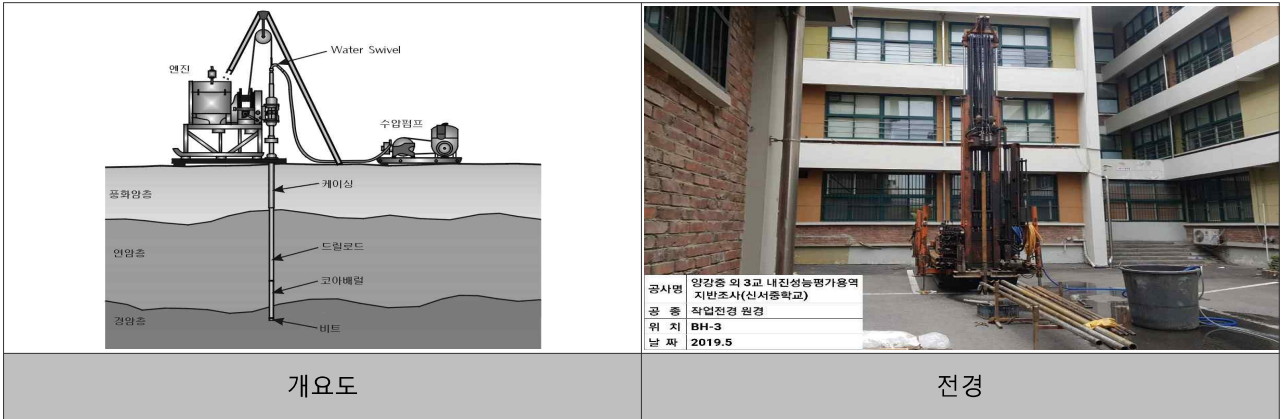 Water Swivel
엔진
수압펌프
케이싱
풍화암층
드릴로드
연암층
코아배럴
경암층
비트
공사명 양강중 외 3교 내진성능평가용역
지반조사(신서중학교)
공 종 작업전경 원경
위 치 BH-3
날 짜 2019.5
개요도
전경